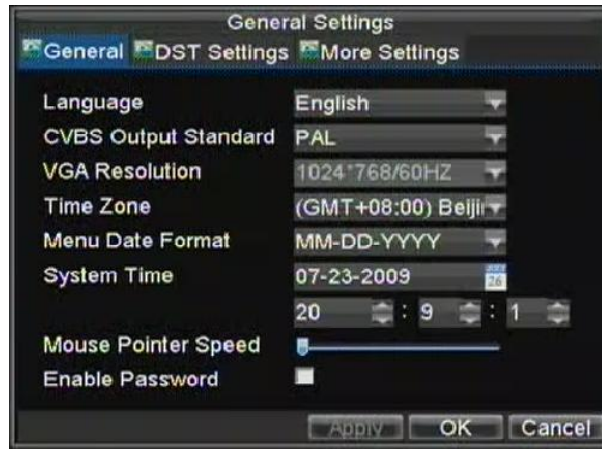 General Settings
General DST Settings More Settings
Language English
CVBS Output Standard PAL
VGA Resolution 1024*768/60HZ
Time Zone (GMT+08:00) Beijin
Menu Date Format MM-DD-YYYY
System Time 07-23-2009 26
20 : 9 : 1
Mouse Pointer Speed
Enable Password
Apply OK Cancel